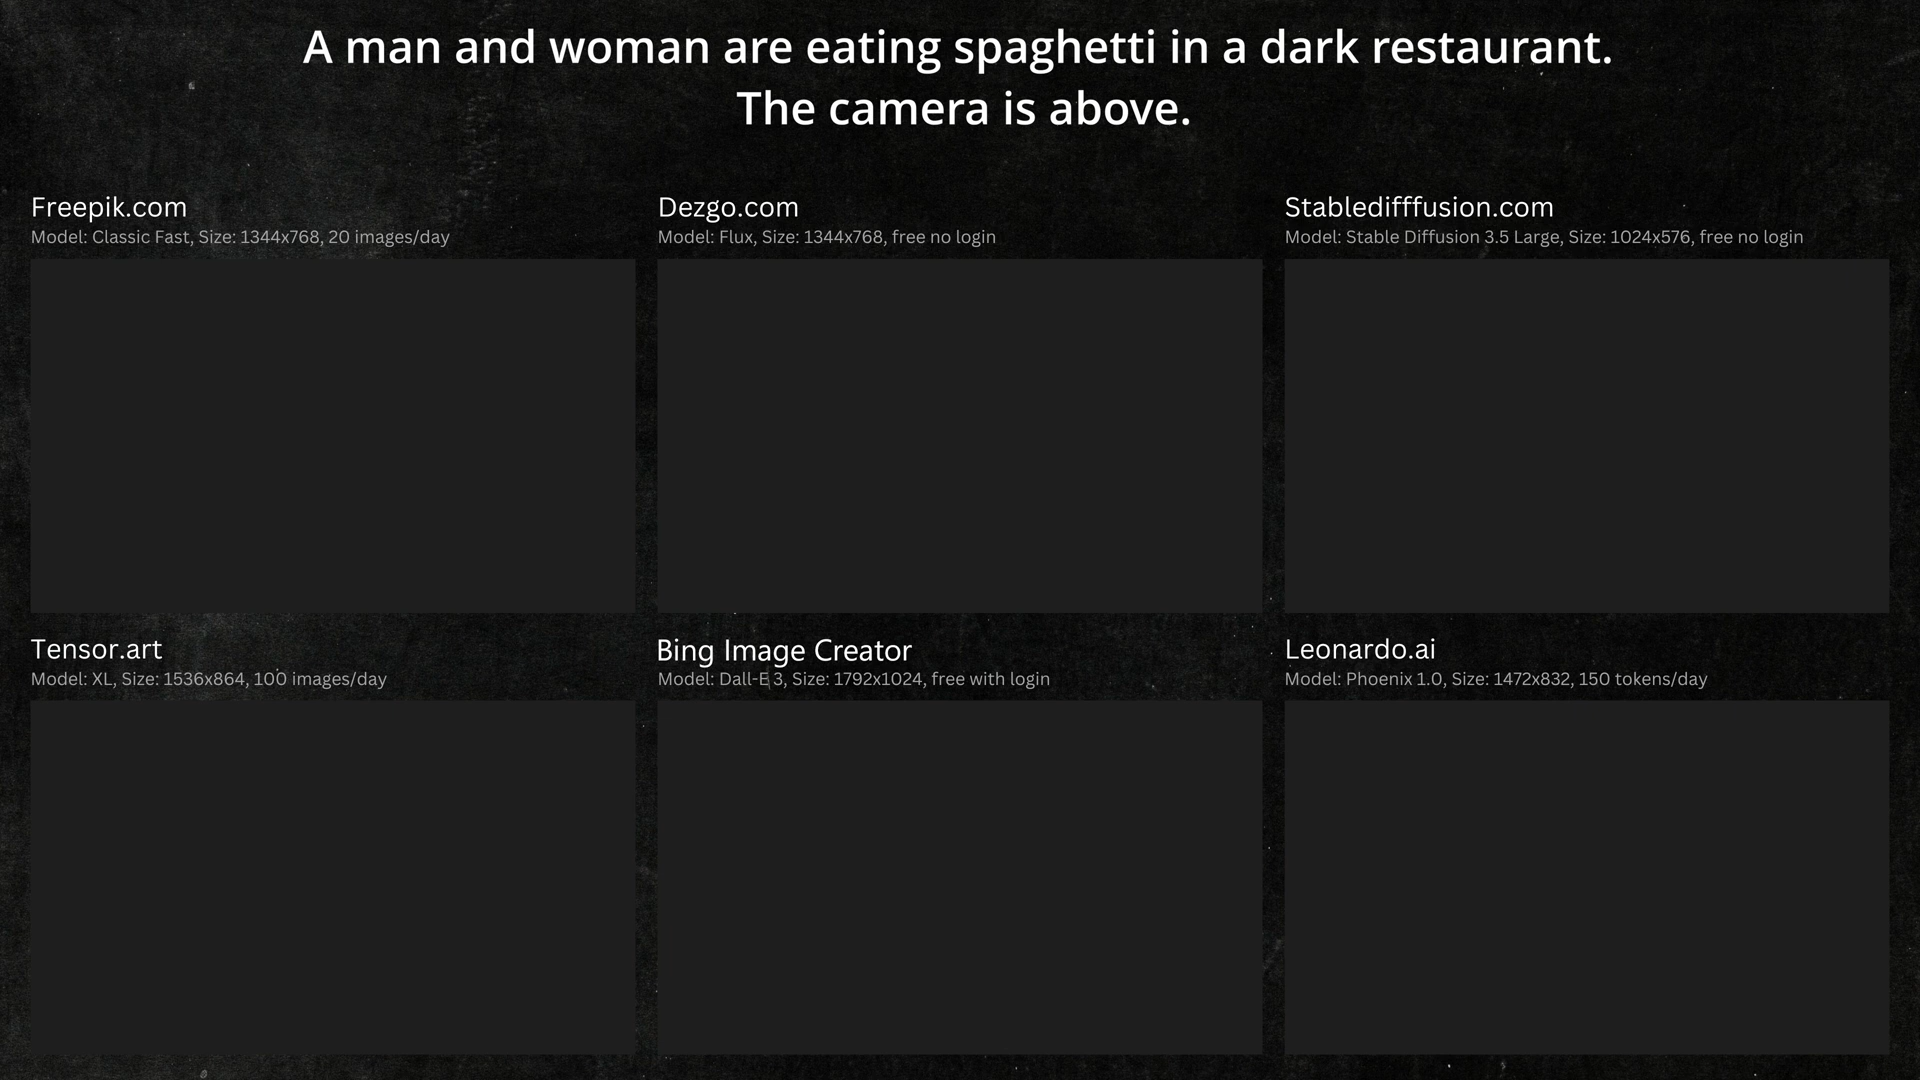 A man and woman are eating spaghetti in a dark restaurant.
The camera is above.
Freepik.com
Model: Classic Fast, Size: 1344x768, 20 images/day
Dezgo.com
Model: Flux, Size: 1344x768, free no login
Stabledifffusion.com
Model: Stable Diffusion 3.5 Large, Size: 1024x576, free no login
Tensor.art
Model: XL, Size: 1536x864, 100 images/day
Bing Image Creator
Model: Dall-E 3, Size: 1792x1024, free with login
Leonardo.ai
Model: Phoenix 1.0, Size: 1472x832, 150 tokens/day